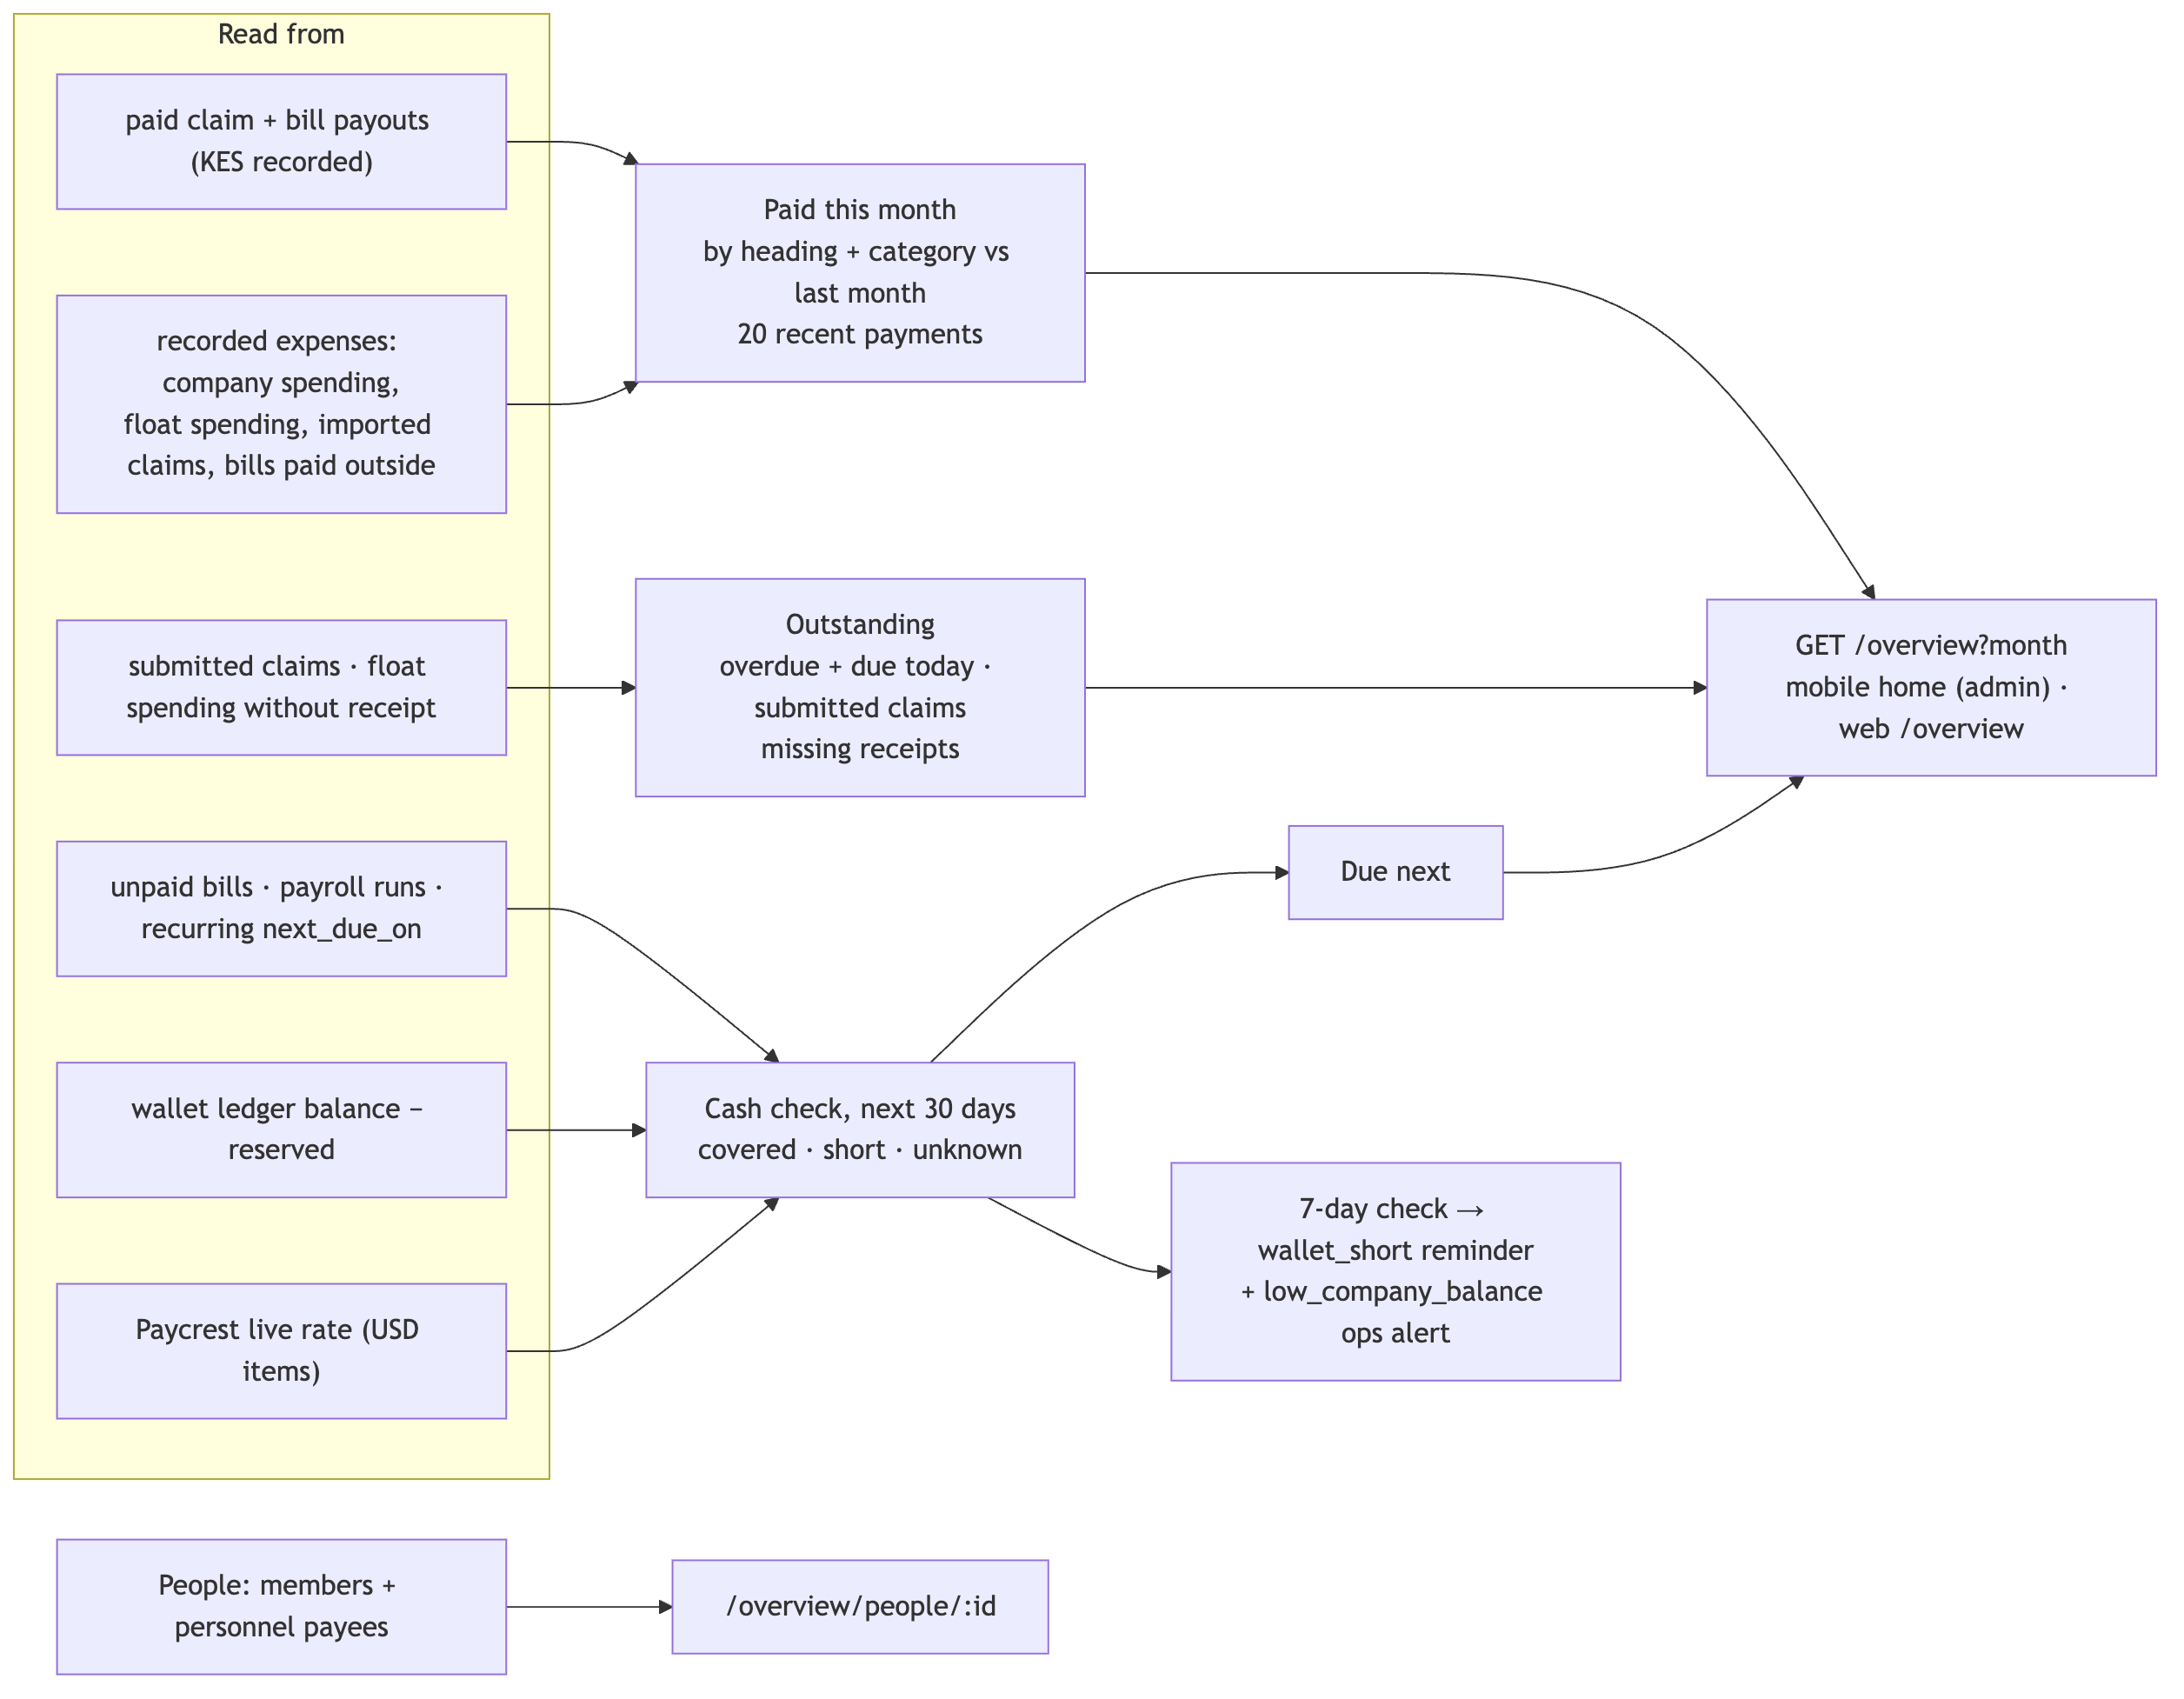 Read from
paid claim + bill payouts
(KES recorded)
recorded expenses:
company spending,
float spending, imported
claims, bills paid outside
submitted claims · float
spending without receipt
unpaid bills · payroll runs ·
recurring next_due_on
wallet ledger balance −
reserved
Paycrest live rate (USD
items)
People: members +
personnel payees
Paid this month
by heading + category vs
last month
20 recent payments
Outstanding
overdue + due today ·
submitted claims
missing receipts
Cash check, next 30 days
covered · short · unknown
/overview/people/:id
Due next
7-day check →
wallet_short reminder
+ low_company_balance
ops alert
GET /overview?month
mobile home (admin) ·
web /overview